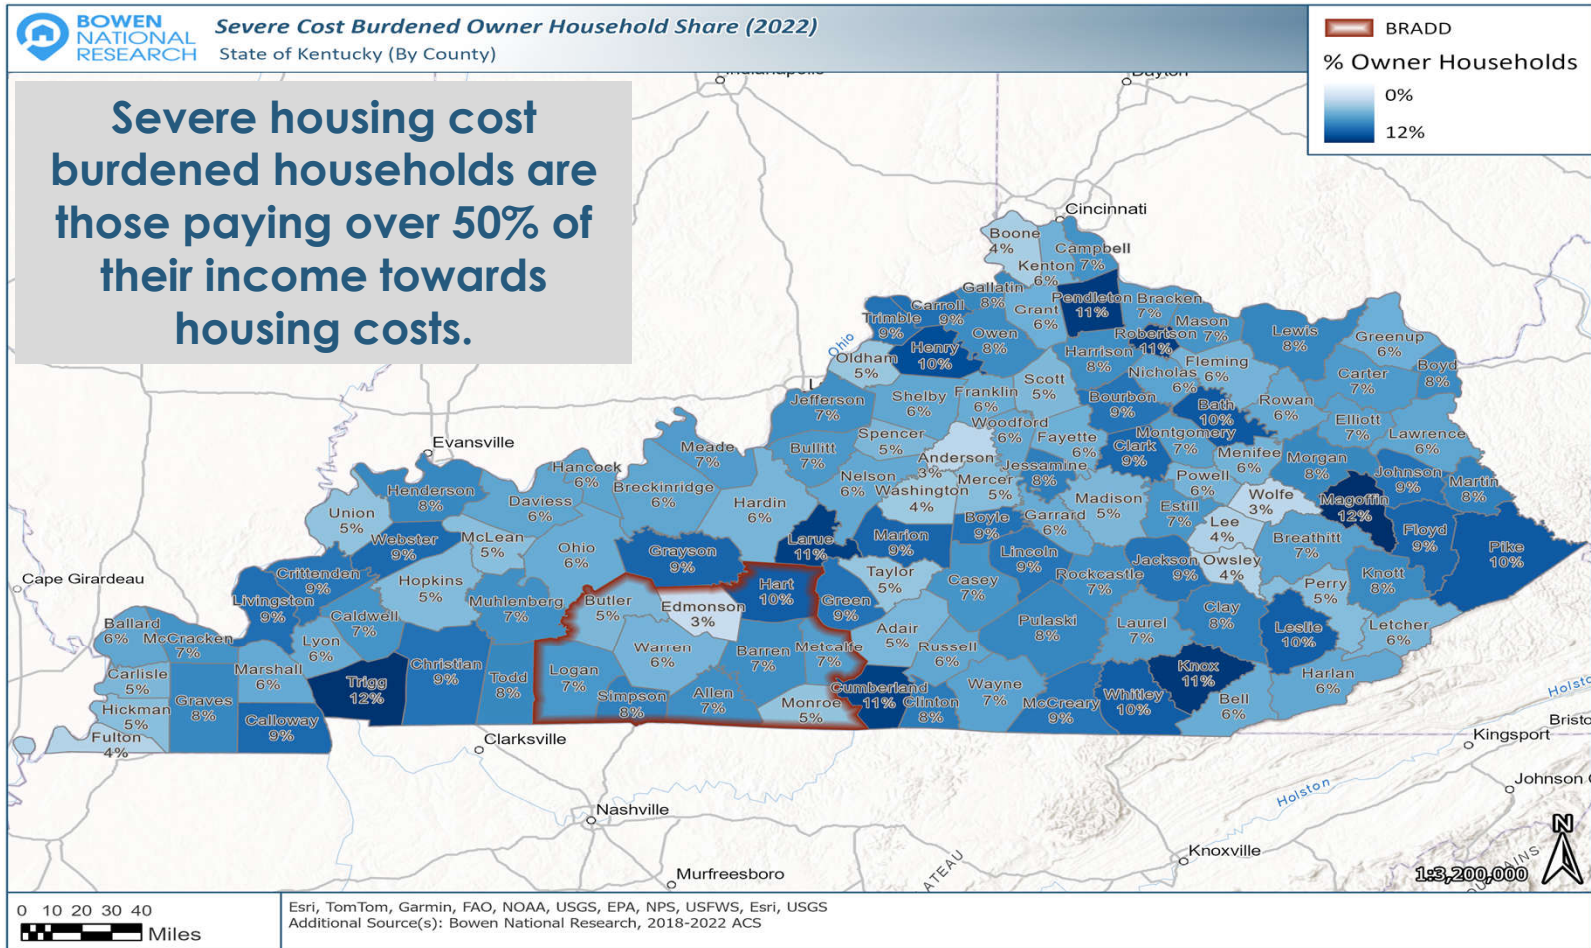 BOWEN
NATIONAL
RESEARCH
Severe Cost Burdened Owner Household Share (2022)
State of Kentucky (By County)
BRADD
% Owner Households
0%
12%
Severe housing cost
burdened households are
those paying over 50% of
their income towards
housing costs.
Indianapolis
Dayton
Cincinnati
Boone
4%
Campbell
7%
Kenton
6%
Gallatin
8%
Carroll
9%
Trimble
9%
Grant
6%
Pendleton
11%
Bracken
7%
Mason
7%
Robertson
11%
Lewis
8%
Greenup
6%
Ohio
Oldham
5%
Henry
10%
Owen
8%
Harrison
8%
Nicholas
6%
Fleming
6%
Carter
7%
Boyd
8%
Jefferson
7%
Shelby
6%
Franklin
6%
Scott
5%
Bourbon
9%
Bath
10%
Rowan
6%
Elliott
7%
Lawrence
6%
Evansville
Meade
7%
Bullitt
7%
Spencer
5%
Anderson
3%
Woodford
6%
Fayette
6%
Clark
9%
Montgomery
7%
Menifee
6%
Morgan
8%
Johnson
9%
Martin
8%
Hancock
6%
Breckinridge
6%
Hardin
6%
Nelson
6%
Washington
4%
Mercer
5%
Jessamine
8%
Madison
5%
Powell
6%
Estill
7%
Wolfe
3%
Magoffin
12%
Floyd
9%
Pike
10%
Henderson
8%
Daviess
6%
Union
5%
Webster
9%
McLean
5%
Ohio
6%
Grayson
9%
Larue
11%
Marion
9%
Boyle
9%
Garrard
6%
Lincoln
9%
Rockcastle
7%
Jackson
9%
Lee
4%
Owsley
4%
Breathitt
7%
Perry
5%
Knott
8%
Letcher
6%
Cape Girardeau
Crittenden
9%
Livingston
9%
Hopkins
5%
Caldwell
7%
Muhlenberg
7%
Butler
5%
Edmonson
3%
Hart
10%
Green
9%
Taylor
5%
Casey
7%
Adair
5%
Russell
6%
Pulaski
8%
Laurel
7%
Clay
8%
Leslie
10%
Harlan
6%
Ballard
6%
McCracken
7%
Lyon
6%
Marshall
6%
Carlisle
5%
Hickman
5%
Fulton
4%
Graves
8%
Calloway
9%
Trigg
12%
Christian
9%
Todd
8%
Logan
7%
Warren
6%
Simpson
8%
Allen
7%
Barren
7%
Metcalfe
7%
Monroe
5%
Cumberland
11%
Clinton
8%
Wayne
7%
McCreary
9%
Whitley
10%
Knox
11%
Bell
6%
Clarksville
Nashville
Murfreesboro
Knoxville
Kingsport
Bristo
Johnson C
Holston
Holsto
ATEAU
AINS
N
1:3,200,000
0 10 20 30 40
Miles
Esri, TomTom, Garmin, FAO, NOAA, USGS, EPA, NPS, USFWS, Esri, USGS
Additional Source(s): Bowen National Research, 2018-2022 ACS